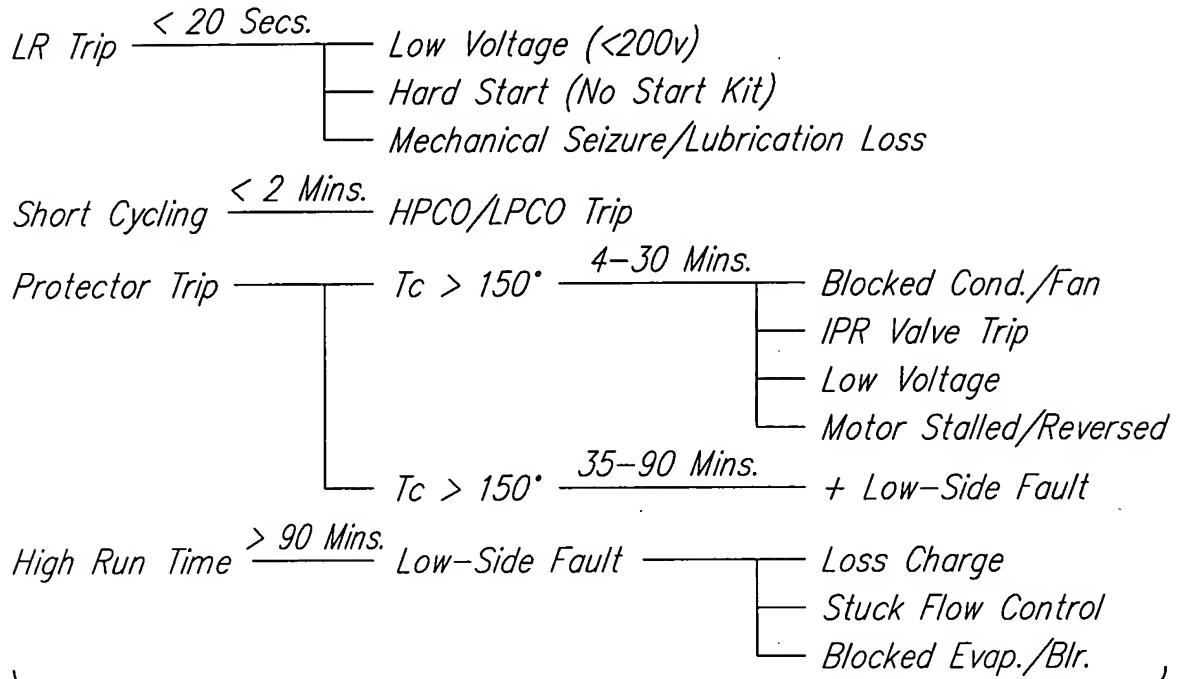 LR Trip < 20 Secs. Low Voltage (<200v)
Hard Start (No Start Kit)
Mechanical Seizure/Lubrication Loss
Short Cycling < 2 Mins. HPCO/LPCO Trip
Protector Trip Tc > 150° 4-30 Mins. Blocked Cond./Fan
IPR Valve Trip
Low Voltage
Motor Stalled/Reversed
Tc > 150° 35-90 Mins. + Low-Side Fault
High Run Time > 90 Mins. Low-Side Fault Loss Charge
Stuck Flow Control
Blocked Evap./Blr.